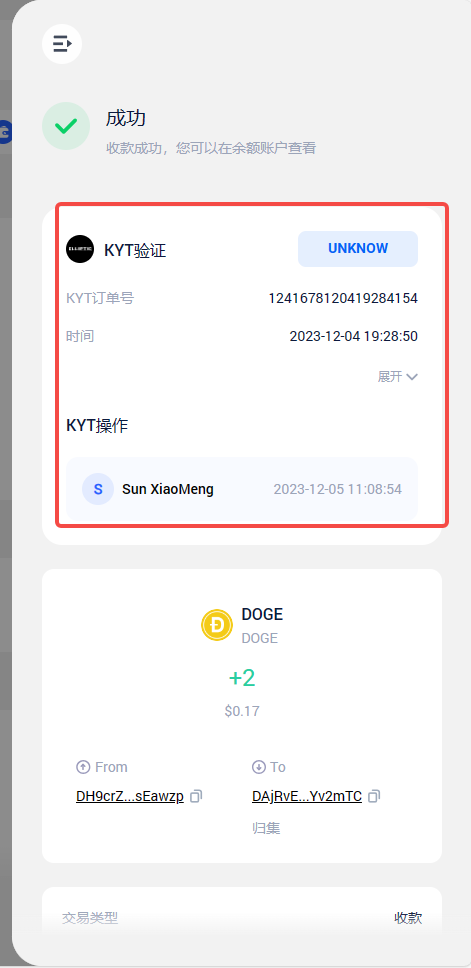 成功
收款成功，您可以在余额账户查看
ELLIPTIC
KYT验证
UNKNOW
KYT订单号
1241678120419284154
时间
2023-12-04 19:28:50
展开
KYT操作
S
Sun XiaoMeng
2023-12-05 11:08:54
DOGE
DOGE
+2
$0.17
From
To
DH9crZ...sEawzp
DAjRvE...Yv2mTC
归集
交易类型
收款